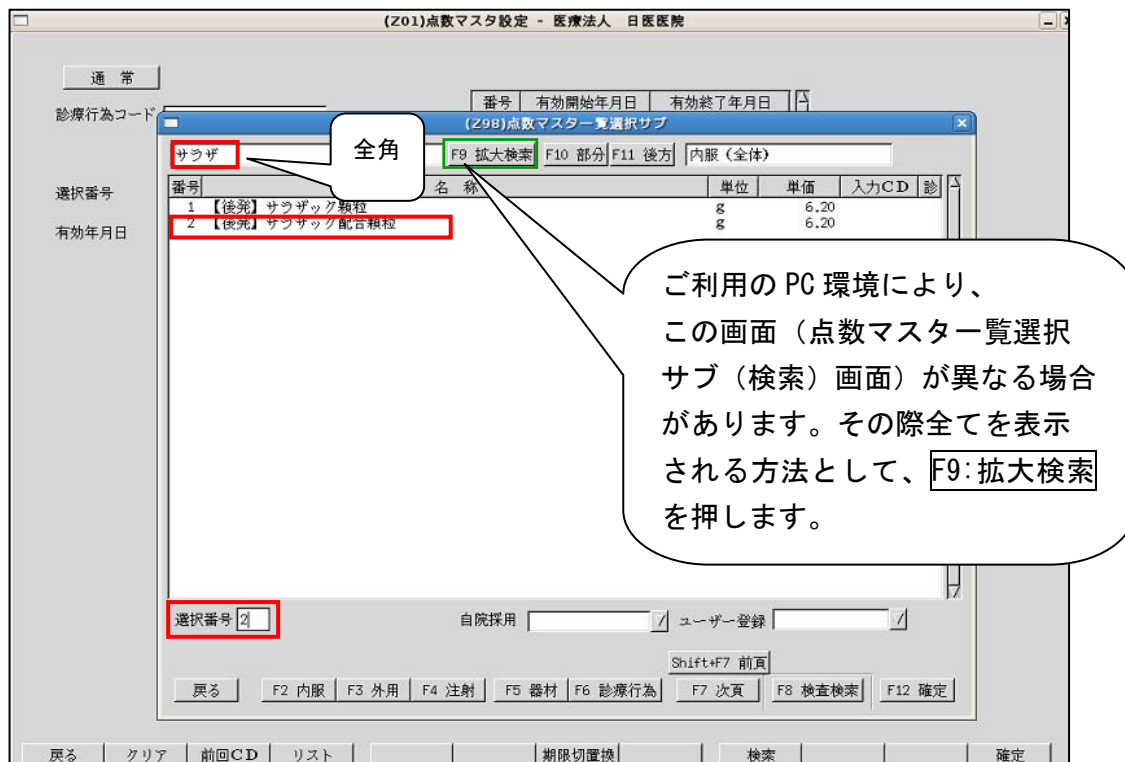 (Z01)点数マスタ設定 - 医療法人 日医医院
通 常
番号 有効開始年月日 有効終了年月日
診療行為コード
(Z98)点数マスタ一覧選択サブ
サラザ F9 拡大検索 F10 部分 F11 後方 内服(全体)
全角
選択番号
番号 名 称 単位 単価 入力CD 診
1 【後発】サラザック顆粒 g 6.20
2 【後発】サラザック配合顆粒 g 6.20
有効年月日
ご利用の PC 環境により、
この画面(点数マスタ一覧選択
サブ(検索)画面)が異なる場合
があります。その際全てを表示
される方法として、F9:拡大検索
を押します。
選択番号 2 自院採用 ユーザー登録
Shift+F7 前頁
戻る F2 内服 F3 外用 F4 注射 F5 器材 F6 診療行為 F7 次頁 F8 検査検索 F12 確定
戻る クリア 前回CD リスト 期限切置換 検索 確定